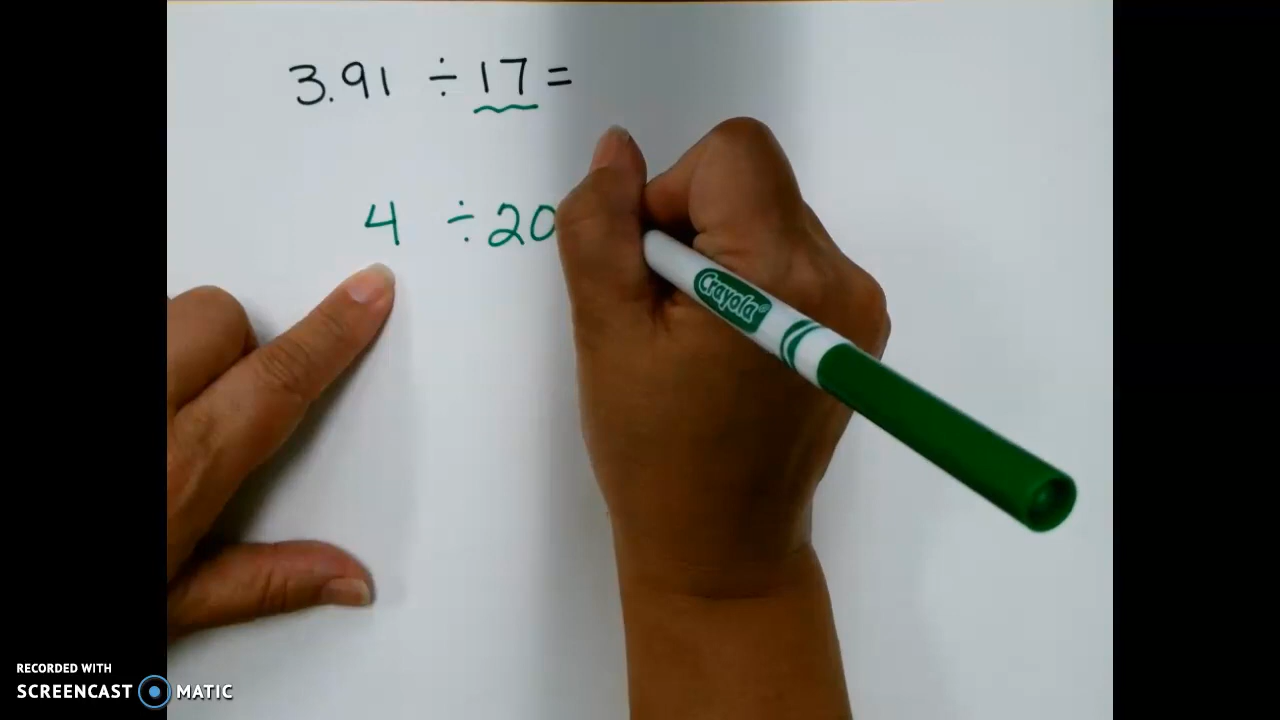 3.91 ÷ 17 =
4 ÷ 20
Crayola®
RECORDED WITH
SCREENCAST MATIC